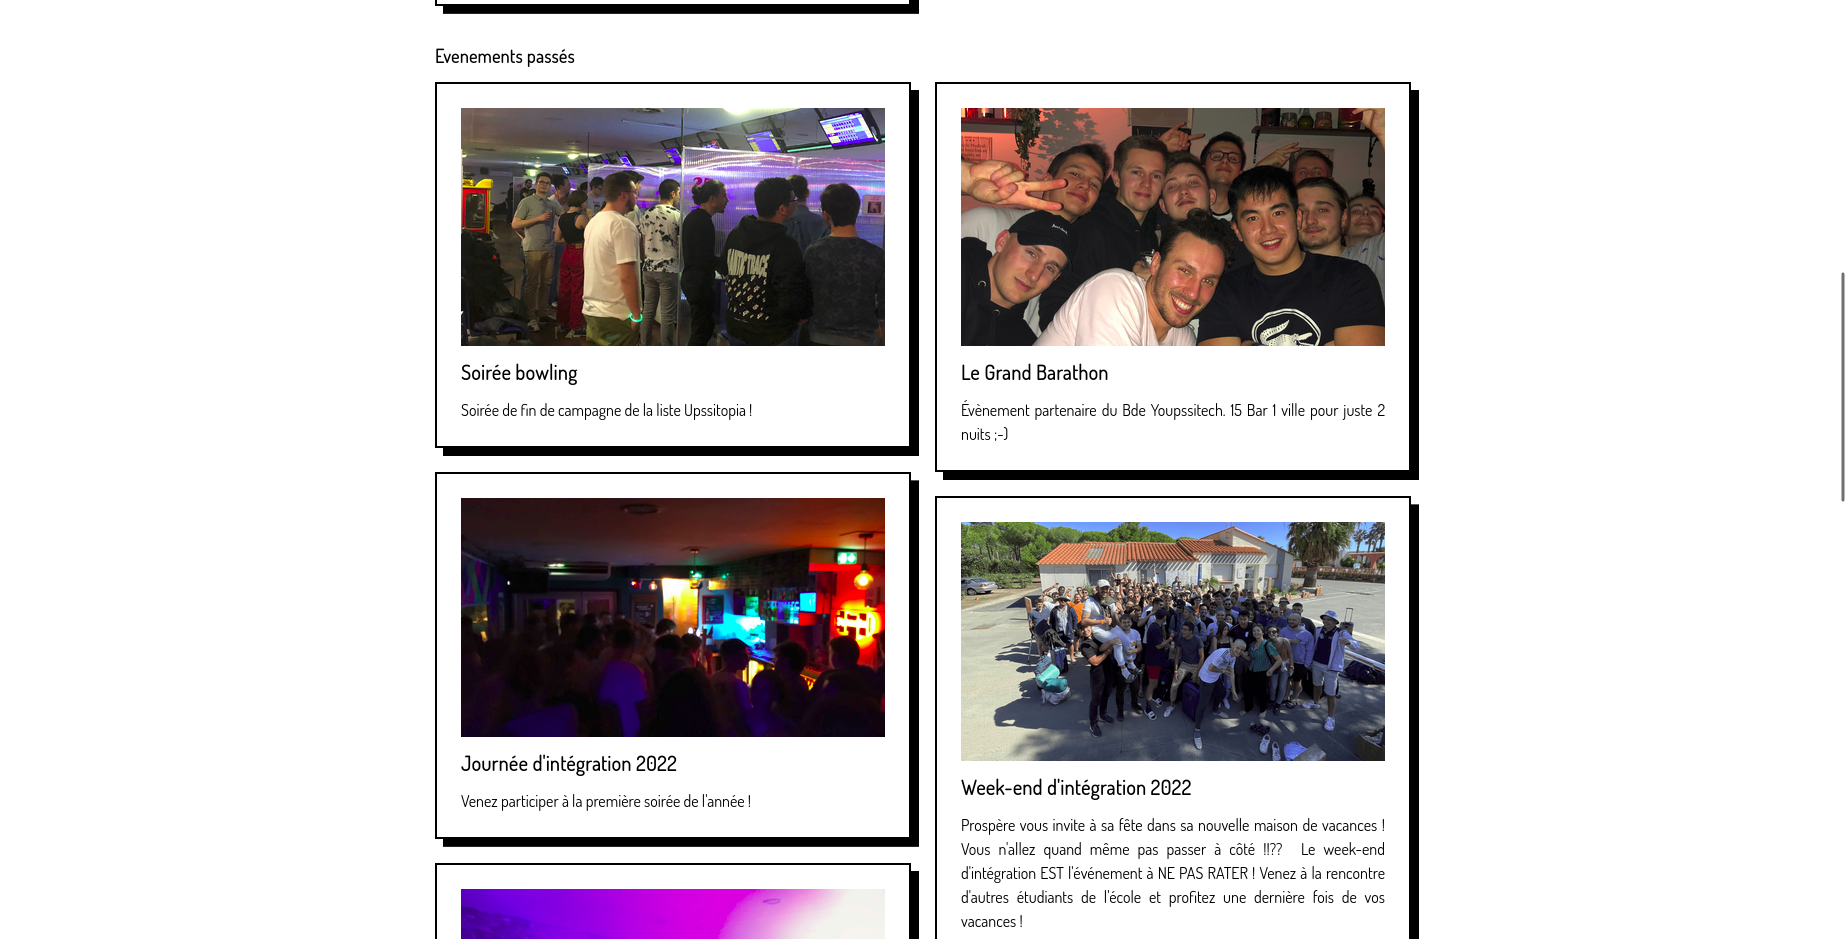 Evenements passés
Soirée bowling
Soirée de fin de campagne de la liste Upssitopia !
Le Grand Barathon
Évènement partenaire du Bde Youpssitech. 15 Bar 1 ville pour juste 2
nuits ;-)
Journée d'intégration 2022
Venez participer à la première soirée de l'année !
Week-end d'intégration 2022
Prospère vous invite à sa fête dans sa nouvelle maison de vacances !
Vous n'allez quand même pas passer à côté !!?? Le week-end
d'intégration EST l'événement à NE PAS RATER ! Venez à la rencontre
d'autres étudiants de l'école et profitez une dernière fois de vos
vacances !